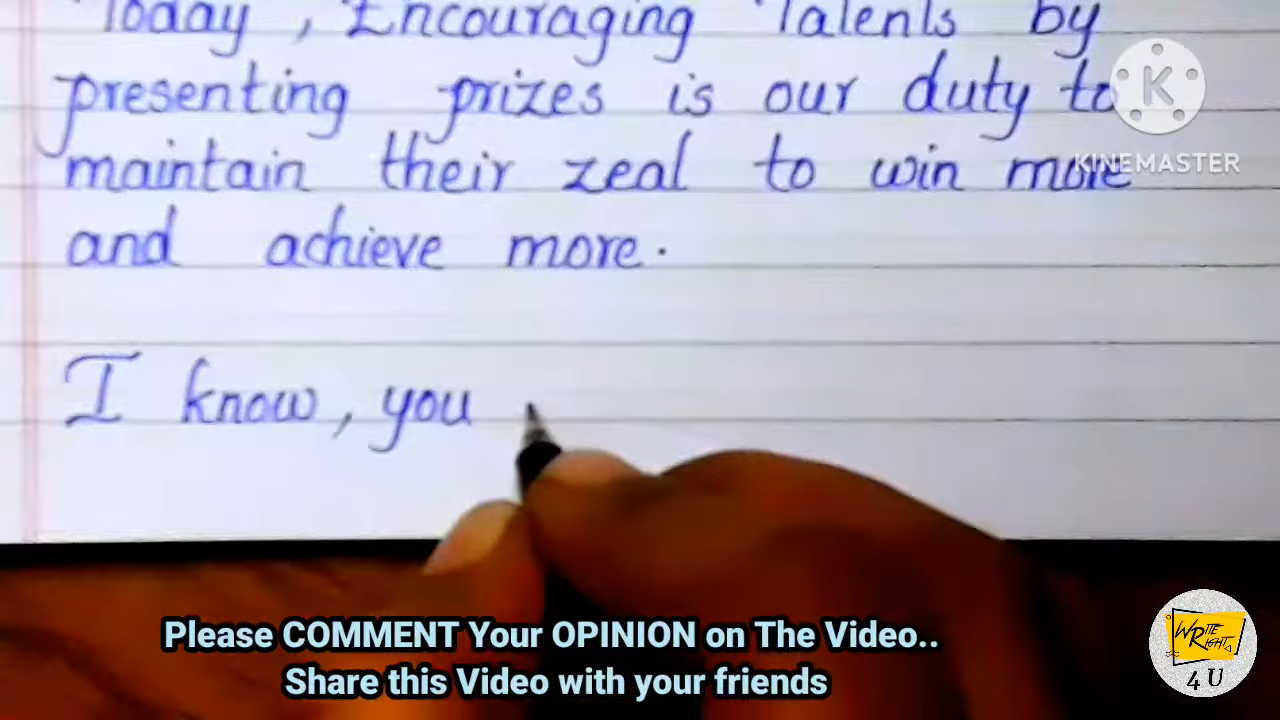 Today, Encouraging Talents by
presenting prizes is our duty to
maintain their zeal to win more
and achieve more.
I know, you
K
KINEMASTER
Please COMMENT Your OPINION on The Video..
Share this Video with your friends
WRITE
RIGHT
4 U